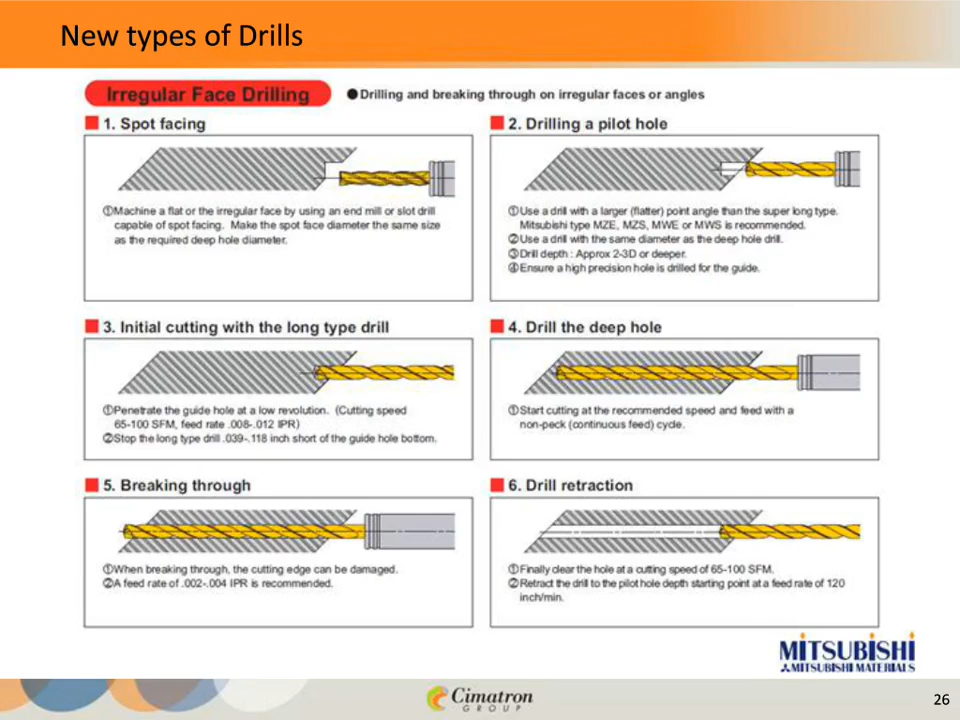 New types of Drills
Irregular Face Drilling
●Drilling and breaking through on irregular faces or angles
1. Spot facing
①Machine a flat or the irregular face by using an end mill or slot drill
capable of spot facing. Make the spot face diameter the same size
as the required deep hole diameter.
2. Drilling a pilot hole
①Use a drill with a larger (flatter) point angle than the super long type.
Mitsubishi type MZE, MZS, MWE or MWS is recommended.
②Use a drill with the same diameter as the deep hole drill.
③Drill depth : Approx 2-3D or deeper.
④Ensure a high precision hole is drilled for the guide.
3. Initial cutting with the long type drill
①Penetrate the guide hole at a low revolution. (Cutting speed
65-100 SFM, feed rate .008-.012 IPR)
②Stop the long type drill .039-.118 inch short of the guide hole bottom.
4. Drill the deep hole
①Start cutting at the recommended speed and feed with a
non-peck (continuous feed) cycle.
5. Breaking through
①When breaking through, the cutting edge can be damaged.
②A feed rate of .002-.004 IPR is recommended.
6. Drill retraction
①Finally clear the hole at a cutting speed of 65-100 SFM.
②Retract the drill to the pilot hole depth starting point at a feed rate of 120
inch/min.
MITSUBISHI
MITSUBISHI MATERIALS
Cimatron
GROUP
26